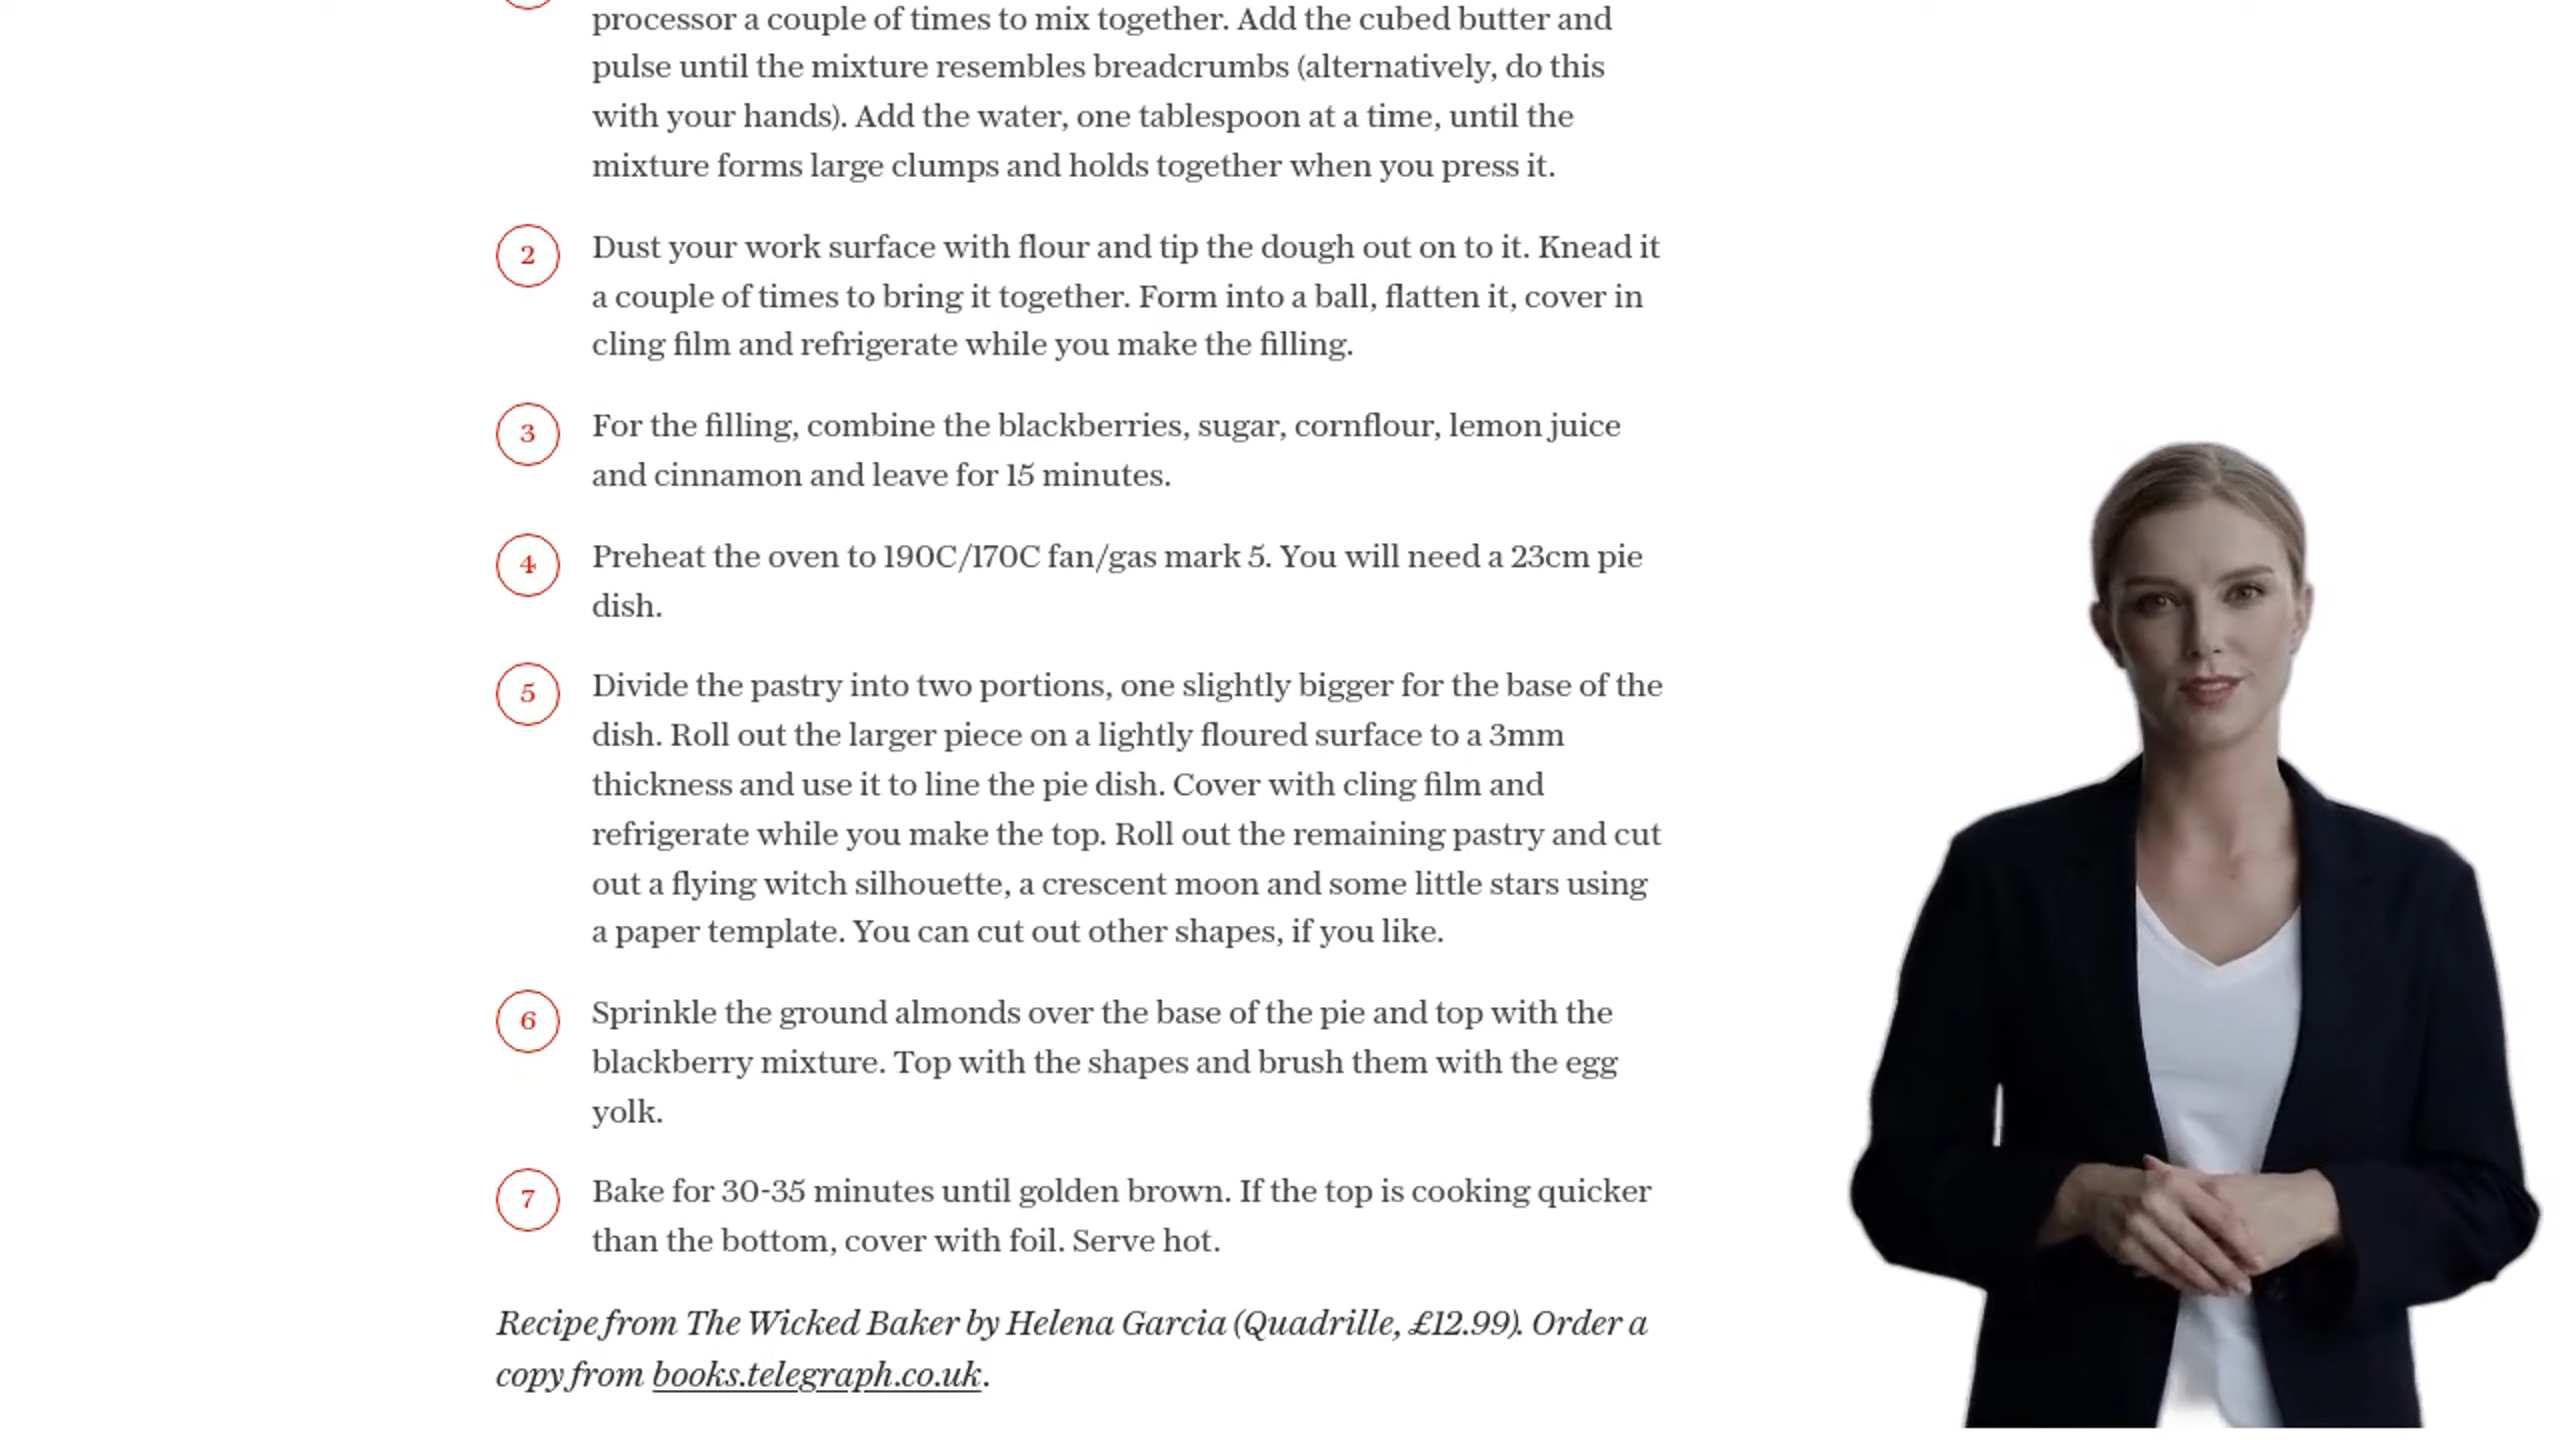 processor a couple of times to mix together. Add the cubed butter and
pulse until the mixture resembles breadcrumbs (alternatively, do this
with your hands). Add the water, one tablespoon at a time, until the
mixture forms large clumps and holds together when you press it.
2
Dust your work surface with flour and tip the dough out on to it. Knead it
a couple of times to bring it together. Form into a ball, flatten it, cover in
cling film and refrigerate while you make the filling.
3
For the filling, combine the blackberries, sugar, cornflour, lemon juice
and cinnamon and leave for 15 minutes.
4
Preheat the oven to 190C/170C fan/gas mark 5. You will need a 23cm pie
dish.
5
Divide the pastry into two portions, one slightly bigger for the base of the
dish. Roll out the larger piece on a lightly floured surface to a 3mm
thickness and use it to line the pie dish. Cover with cling film and
refrigerate while you make the top. Roll out the remaining pastry and cut
out a flying witch silhouette, a crescent moon and some little stars using
a paper template. You can cut out other shapes, if you like.
6
Sprinkle the ground almonds over the base of the pie and top with the
blackberry mixture. Top with the shapes and brush them with the egg
yolk.
7
Bake for 30-35 minutes until golden brown. If the top is cooking quicker
than the bottom, cover with foil. Serve hot.
Recipe from The Wicked Baker by Helena Garcia (Quadrille, £12.99). Order a
copy from books.telegraph.co.uk.